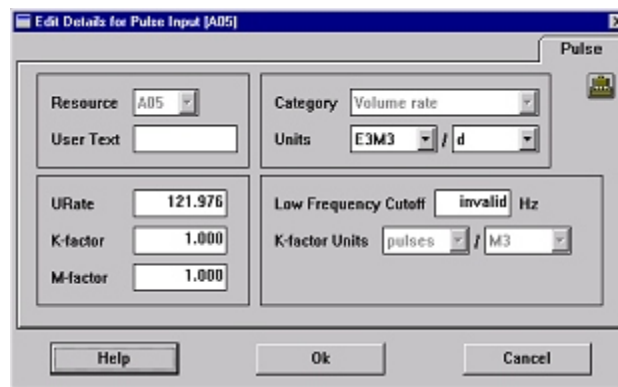 Edit Details for Pulse Input [A05]
Pulse
Resource A05
User Text
Category Volume rate
Units E3M3 / d
URate 121.976
K-factor 1.000
M-factor 1.000
Low Frequency Cutoff invalid Hz
K-factor Units pulses / M3
Help Ok Cancel